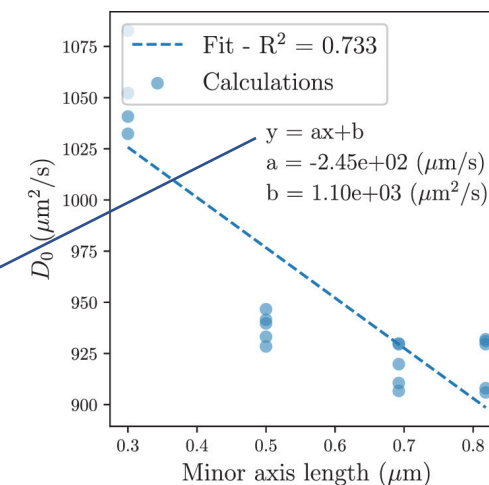 Fit - R² = 0.733
Calculations
y = ax+b
a = -2.45e+02 (μm/s)
b = 1.10e+03 (μm²/s)
D₀ (μm²/s)
1075
1050
1025
1000
975
950
925
900
0.3 0.4 0.5 0.6 0.7 0.8
Minor axis length (μm)